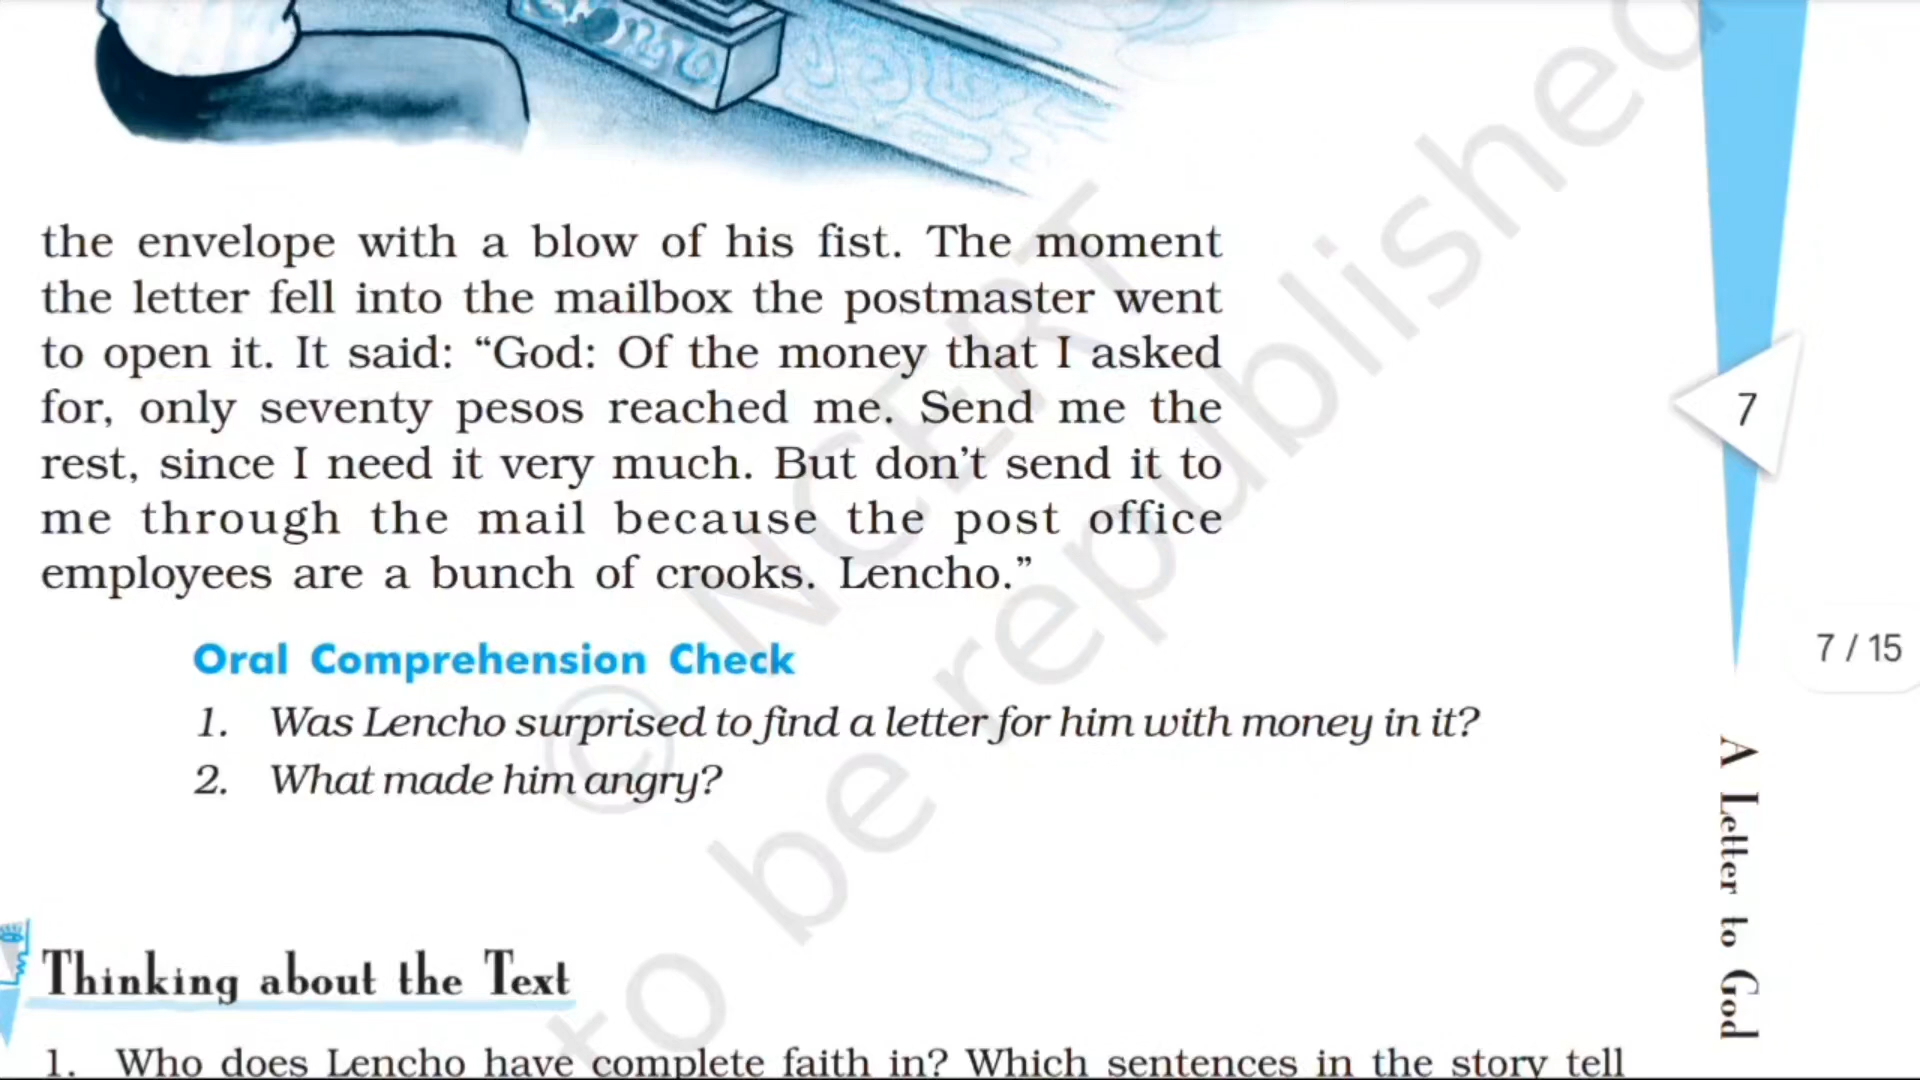 the envelope with a blow of his fist. The moment
the letter fell into the mailbox the postmaster went
to open it. It said: “God: Of the money that I asked
for, only seventy pesos reached me. Send me the
rest, since I need it very much. But don’t send it to
me through the mail because the post office
employees are a bunch of crooks. Lencho.”
Oral Comprehension Check
1. Was Lencho surprised to find a letter for him with money in it?
2. What made him angry?
Thinking about the Text
1. Who does Lencho have complete faith in? Which sentences in the story tell
7
7 / 15
A Letter to God
© NCERT
to be republished